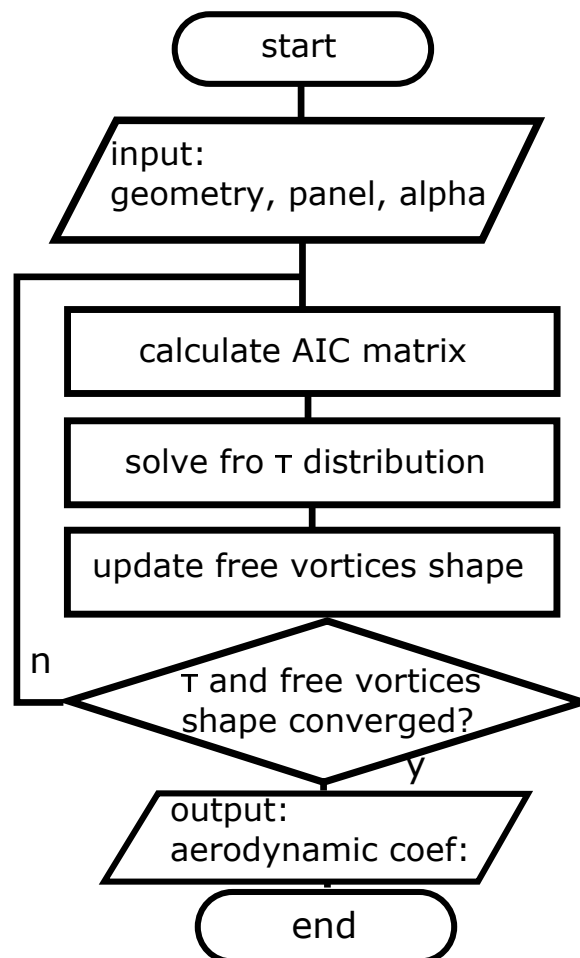 start
input:
geometry, panel, alpha
calculate AIC matrix
solve fro τ distribution
update free vortices shape
n
τ and free vortices
shape converged?
y
output:
aerodynamic coef:
end